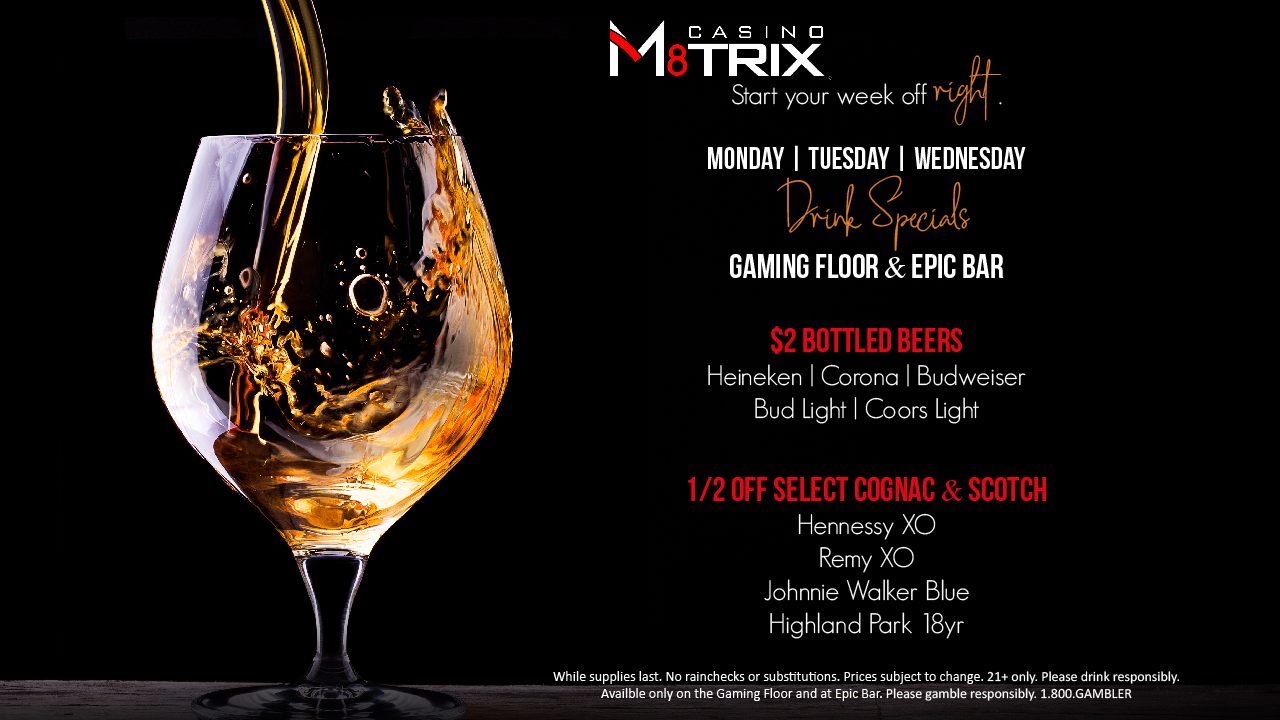 CASINO
M8TRIX
Start your week off right.
MONDAY | TUESDAY | WEDNESDAY
Drink Specials
GAMING FLOOR & EPIC BAR
$2 BOTTLED BEERS
Heineken | Corona | Budweiser
Bud Light | Coors Light
1/2 OFF SELECT COGNAC & SCOTCH
Hennessy XO
Remy XO
Johnnie Walker Blue
Highland Park 18yr
While supplies last. No rainchecks or substitutions. Prices subject to change. 21+ only. Please drink responsibly.
Availble only on the Gaming Floor and at Epic Bar. Please gamble responsibly. 1.800.GAMBLER